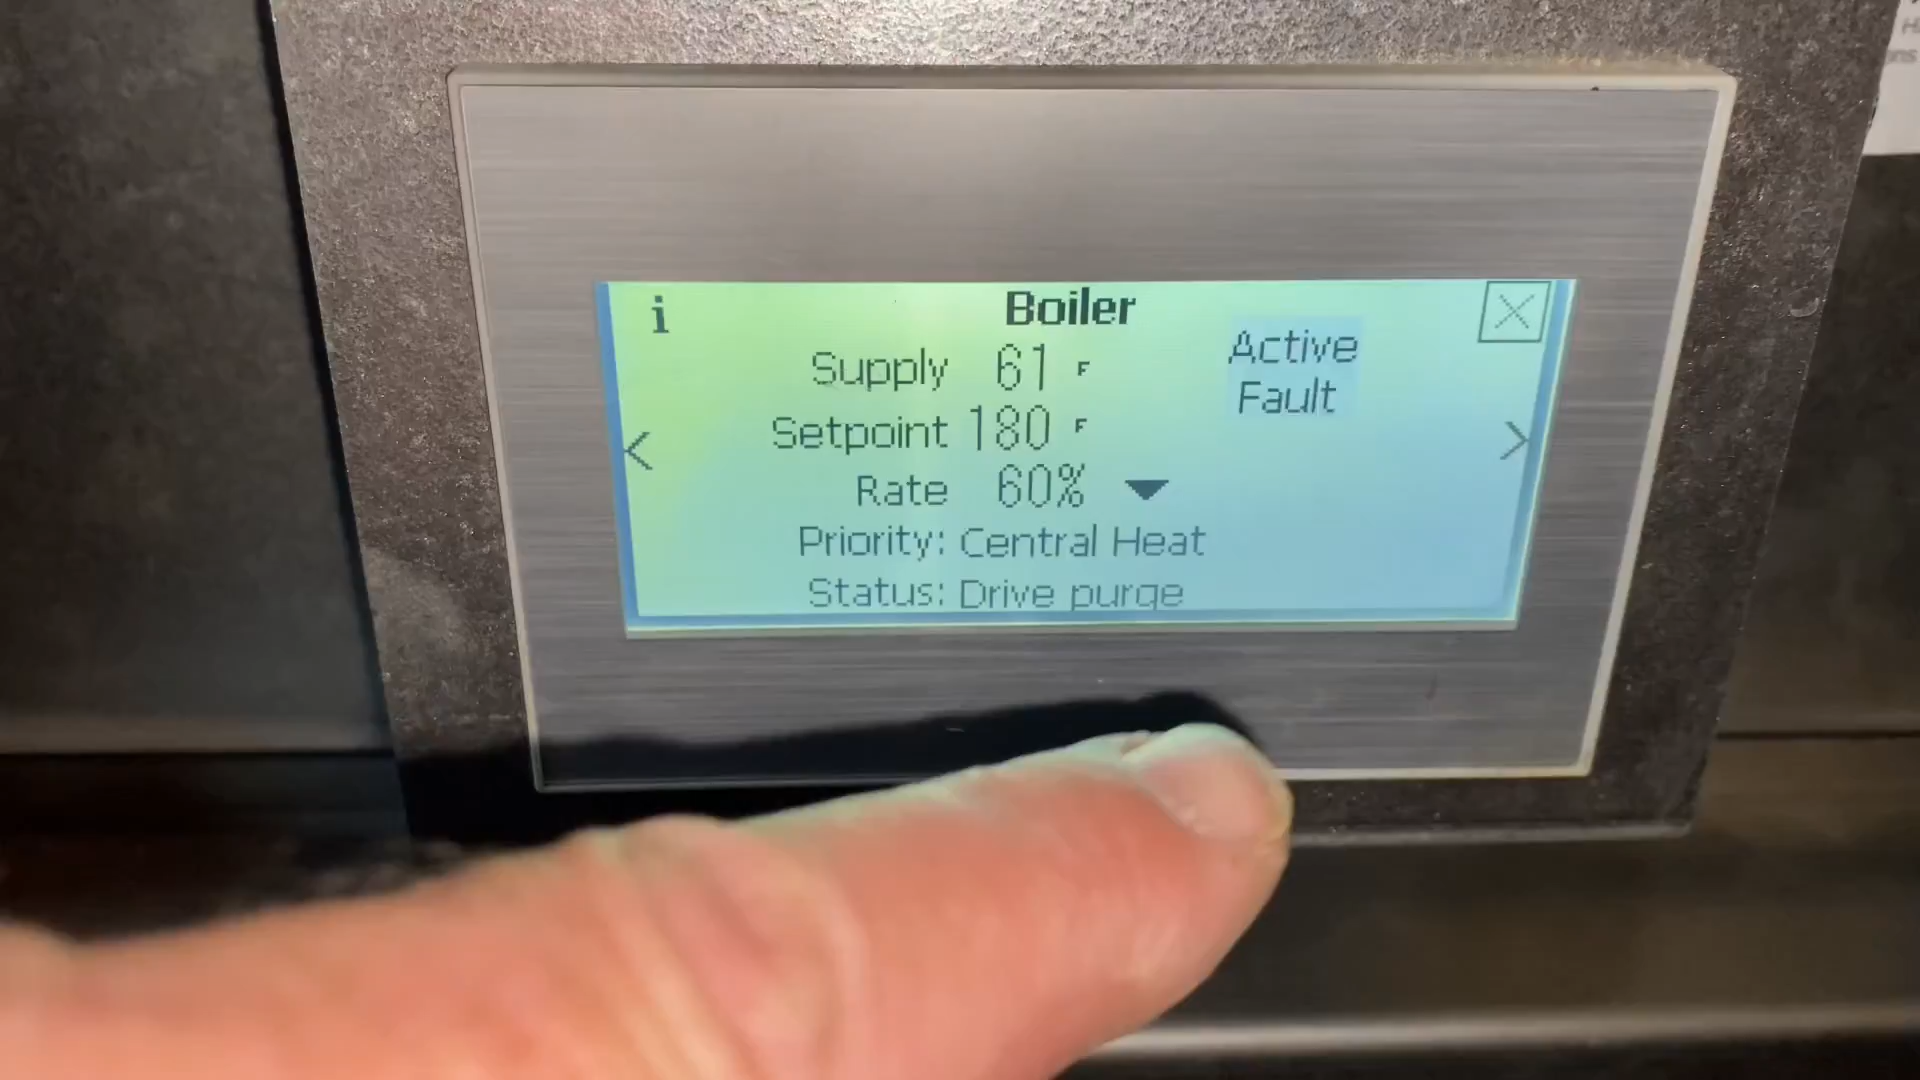 i Boiler
Supply 61 F
Active
Fault
Setpoint 180 F
Rate 60%
Priority: Central Heat
Status: Drive purge